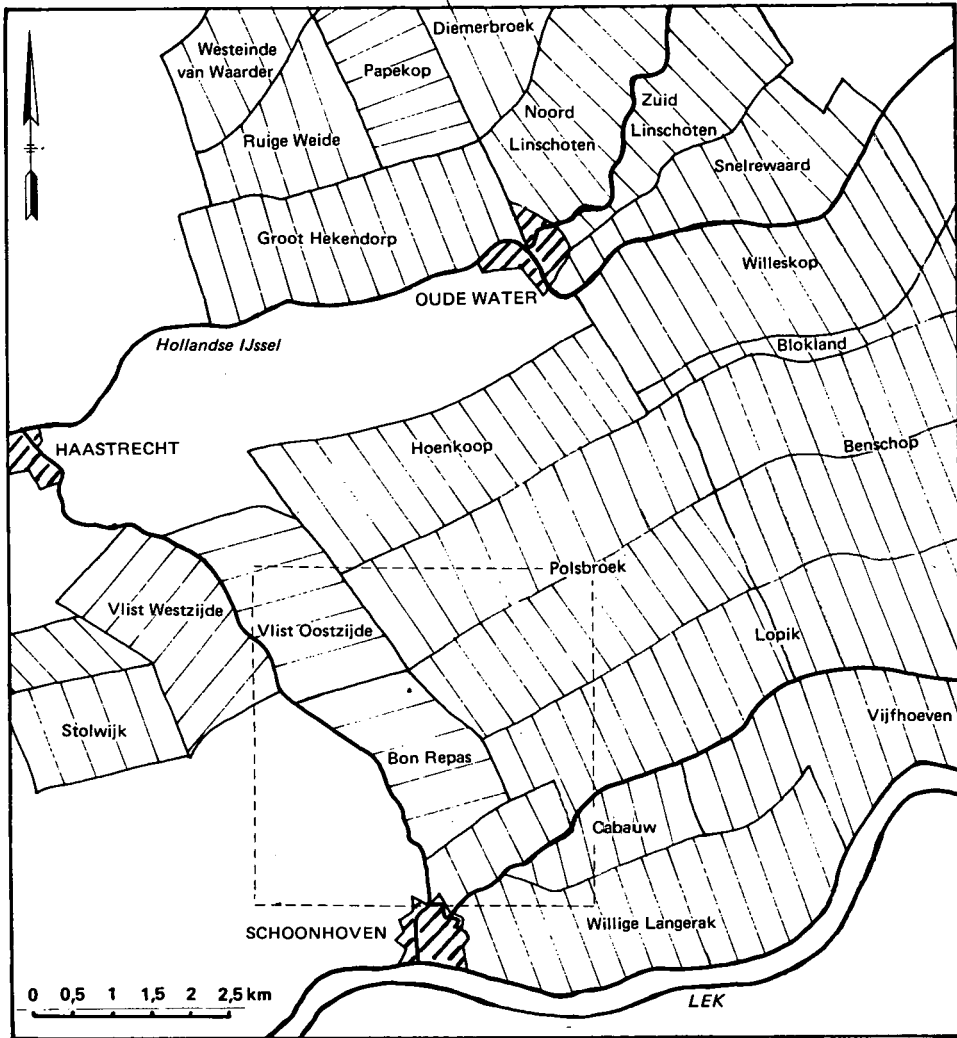 Westeinde
van Waarder
Diemerbroek
Papekop
Ruige Weide
Noord
Linschoten
Zuid
Linschoten
Snelrewaard
Groot Hekendorp
Willeskop
OUDE WATER
Hollandse IJssel
Blokland
HAASTRECHT
Hoenkoop
Benschop
Polsbroek
Vlist Westzijde
Vlist Oostzijde
Lopik
Stolwijk
Vijfhoeven
Bon Repas
Cabauw
Willige Langerak
SCHOONHOVEN
0 0,5 1 1,5 2 2,5 km
LEK